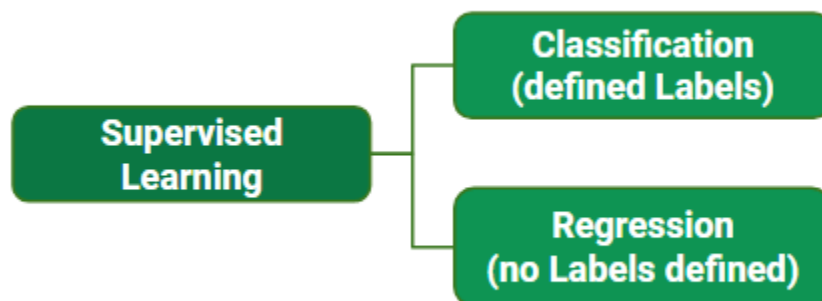 Classification
(defined Labels)
Supervised
Learning
Regression
(no Labels defined)